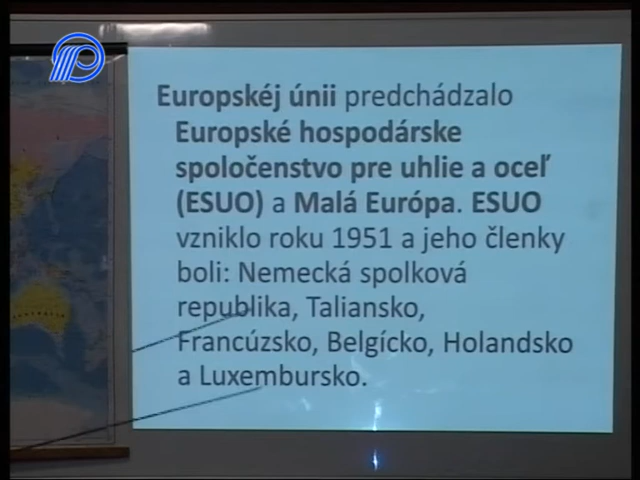 Europskéj únii predchádzalo
Europské hospodárske
spoločenstvo pre uhlie a oceľ
(ESUO) a Malá Európa. ESUO
vzniklo roku 1951 a jeho členky
boli: Nemecká spolková
republika, Taliansko,
Francúzsko, Belgícko, Holandsko
a Luxembursko.